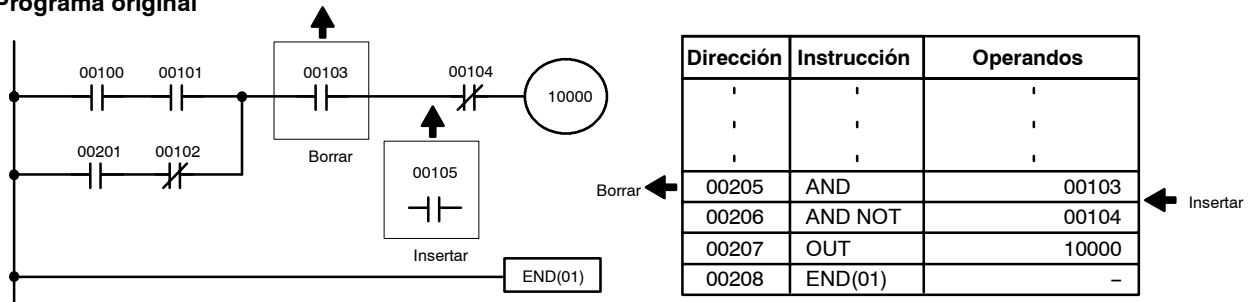 Programa original
00100 00101 00103 00104
10000
00201 00102
Borrar
00105
Insertar
END(01)
Dirección Instrucción Operandos
Borrar
00205 AND 00103
Insertar
00206 AND NOT 00104
00207 OUT 10000
00208 END(01) –